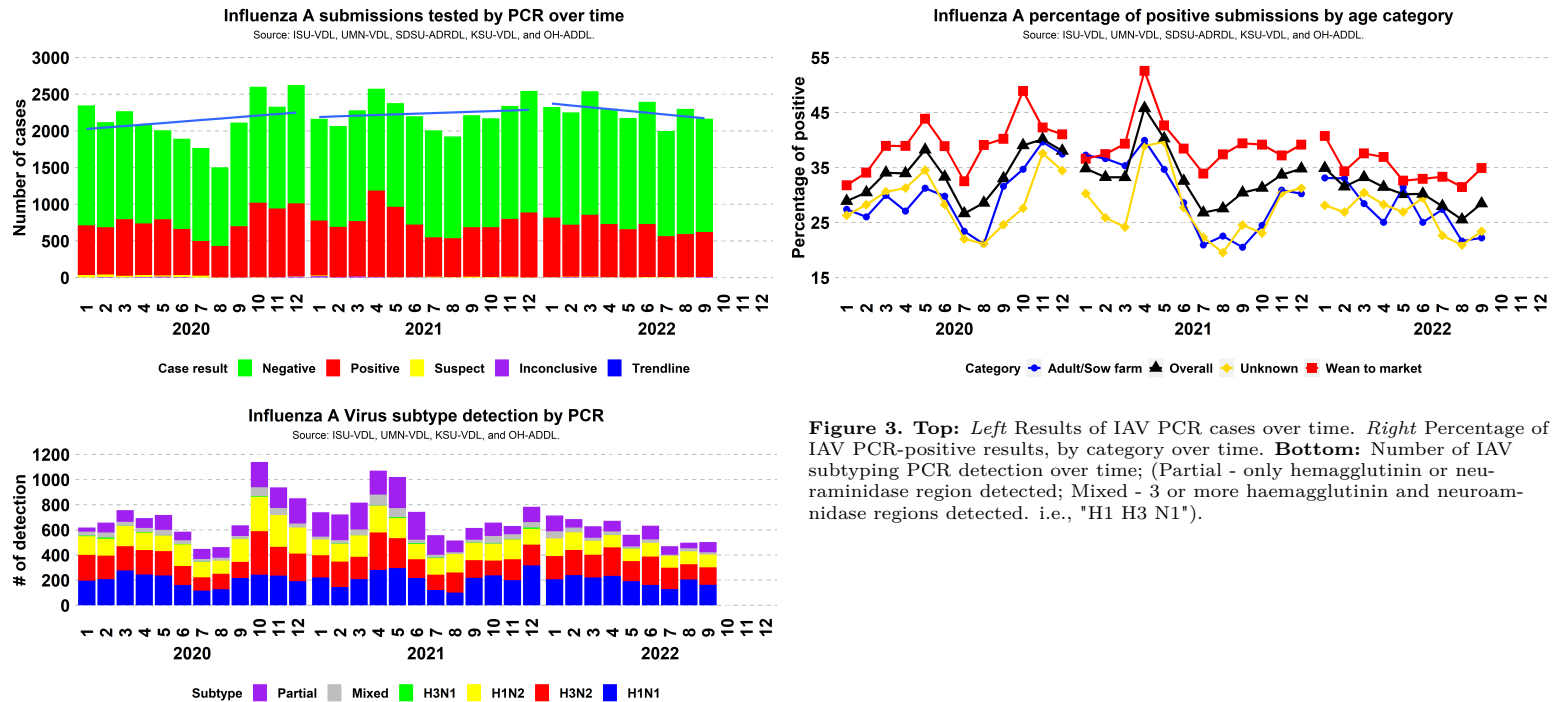 Influenza A submissions tested by PCR over time
Source: ISU-VDL, UMN-VDL, SDSU-ADRDL, KSU-VDL, and OH-ADDL.
Number of cases
3000
2500
2000
1500
1000
500
0
1 2 3 4 5 6 7 8 9 10 11 12 1 2 3 4 5 6 7 8 9 10 11 12 1 2 3 4 5 6 7 8 9 10 11 12
2020 2021 2022
Case result Negative Positive Suspect Inconclusive Trendline
Influenza A percentage of positive submissions by age category
Source: ISU-VDL, UMN-VDL, SDSU-ADRDL, KSU-VDL, and OH-ADDL.
Percentage of positive
55
45
35
25
15
1 2 3 4 5 6 7 8 9 10 11 12 1 2 3 4 5 6 7 8 9 10 11 12 1 2 3 4 5 6 7 8 9 10 11 12
2020 2021 2022
Category Adult/Sow farm Overall Unknown Wean to market
Influenza A Virus subtype detection by PCR
Source: ISU-VDL, UMN-VDL, KSU-VDL, and OH-ADDL.
# of detection
1200
1000
800
600
400
200
0
1 2 3 4 5 6 7 8 9 10 11 12 1 2 3 4 5 6 7 8 9 10 11 12 1 2 3 4 5 6 7 8 9 10 11 12
2020 2021 2022
Subtype Partial Mixed H3N1 H1N2 H3N2 H1N1
Figure 3. Top: Left Results of IAV PCR cases over time. Right Percentage of
IAV PCR-positive results, by category over time. Bottom: Number of IAV
subtyping PCR detection over time; (Partial - only hemagglutinin or neu-
raminidase region detected; Mixed - 3 or more haemagglutinin and neuroam-
nidase regions detected. i.e., "H1 H3 N1").